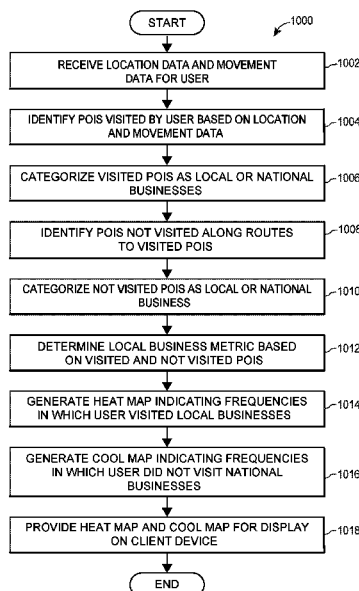 START
1000
RECEIVE LOCATION DATA AND MOVEMENT
DATA FOR USER
1002
IDENTIFY POIS VISITED BY USER BASED ON LOCATION
AND MOVEMENT DATA
1004
CATEGORIZE VISITED POIS AS LOCAL OR NATIONAL
BUSINESSES
1006
IDENTIFY POIS NOT VISITED ALONG ROUTES
TO VISITED POIS
1008
CATEGORIZE NOT VISITED POIS AS LOCAL OR NATIONAL
BUSINESS
1010
DETERMINE LOCAL BUSINESS METRIC BASED
ON VISITED AND NOT VISITED POIS
1012
GENERATE HEAT MAP INDICATING FREQUENCIES
IN WHICH USER VISITED LOCAL BUSINESSES
1014
GENERATE COOL MAP INDICATING FREQUENCIES
IN WHICH USER DID NOT VISIT NATIONAL
BUSINESSES
1016
PROVIDE HEAT MAP AND COOL MAP FOR DISPLAY
ON CLIENT DEVICE
1018
END